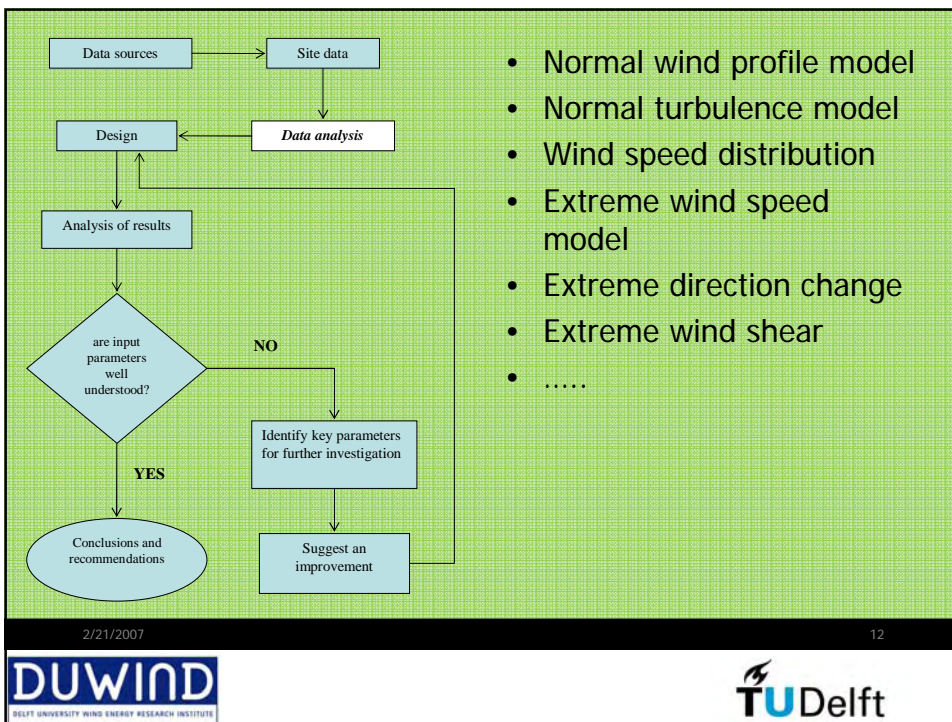 Data sources
Site data
Design
Data analysis
Analysis of results
are input
parameters
well
understood?
NO
YES
Identify key parameters
for further investigation
Suggest an
improvement
Conclusions and
recommendations
• Normal wind profile model
• Normal turbulence model
• Wind speed distribution
• Extreme wind speed
model
• Extreme direction change
• Extreme wind shear
• .....
2/21/2007
12
DUWIND
DELFT UNIVERSITY WIND ENERGY RESEARCH INSTITUTE
TUDelft